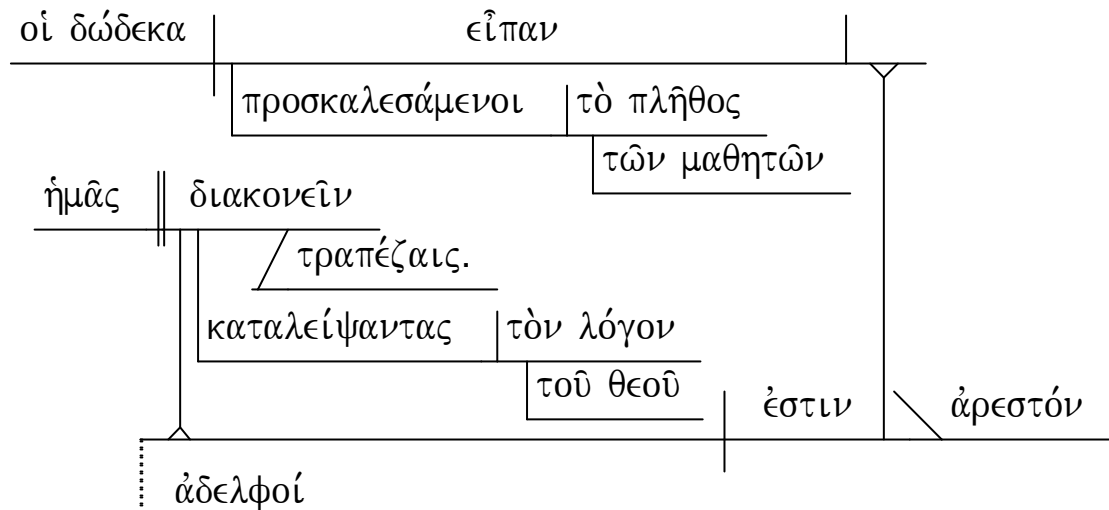 οἱ δώδεκα εἶπαν
προσκαλεσάμενοι τὸ πλῆθος
τῶν μαθητῶν
ἡμᾶς διακονεῖν
τραπέζαις.
καταλείψαντας τὸν λόγον
τοῦ θεοῦ
ἐστιν ἀρεστόν
ἀδελφοί